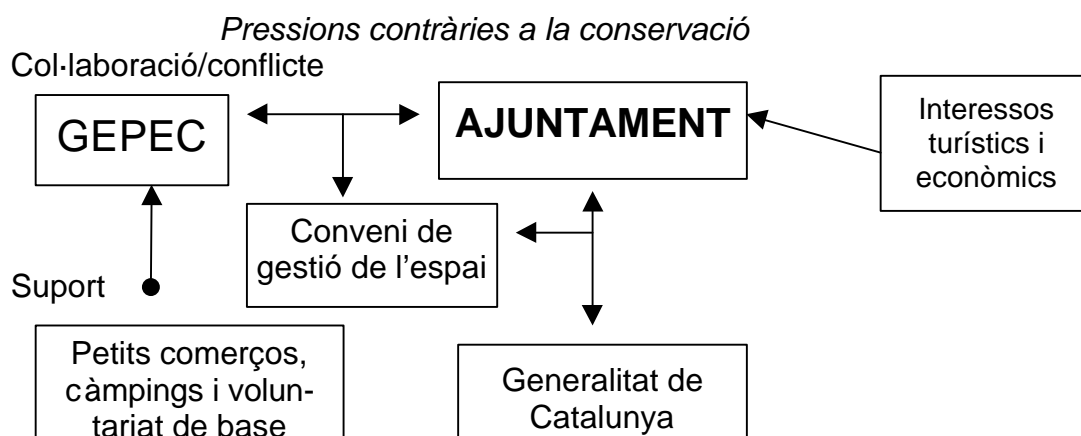 Pressions contràries a la conservació
Col·laboració/conflicte
GEPEC
AJUNTAMENT
Interessos
turístics i
econòmics
Conveni de
gestió de l’espai
Suport
Petits comerços,
càmpings i volun-
tariat de base
Generalitat de
Catalunya